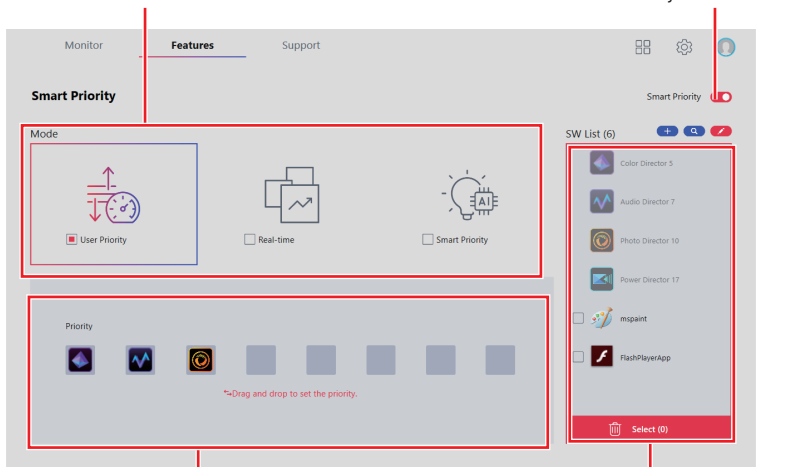 Monitor
Features
Support
Smart Priority
Smart Priority
Mode
SW List (6)
AI
User Priority
Real-time
Smart Priority
Color Director 5
Audio Director 7
Photo Director 10
Power Director 17
mspaint
FlashPlayerApp
Priority
Drag and drop to set the priority.
Select (0)